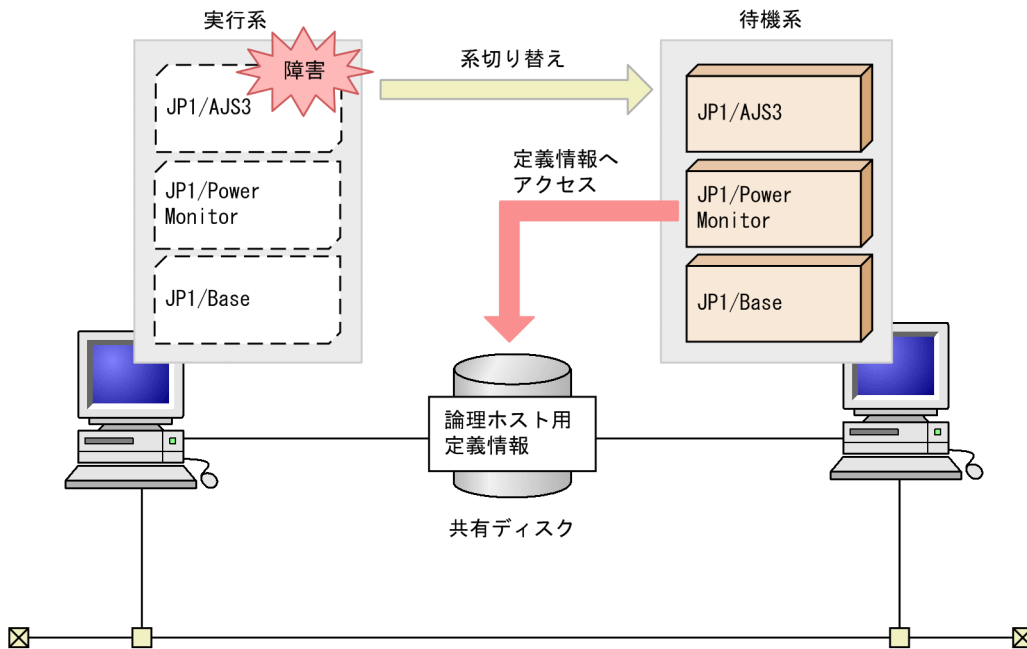 実行系
待機系
障害
系切り替え
JP1/AJS3
JP1/AJS3
定義情報へ
アクセス
JP1/Power
Monitor
JP1/Power
Monitor
JP1/Base
JP1/Base
論理ホスト用
定義情報
共有ディスク